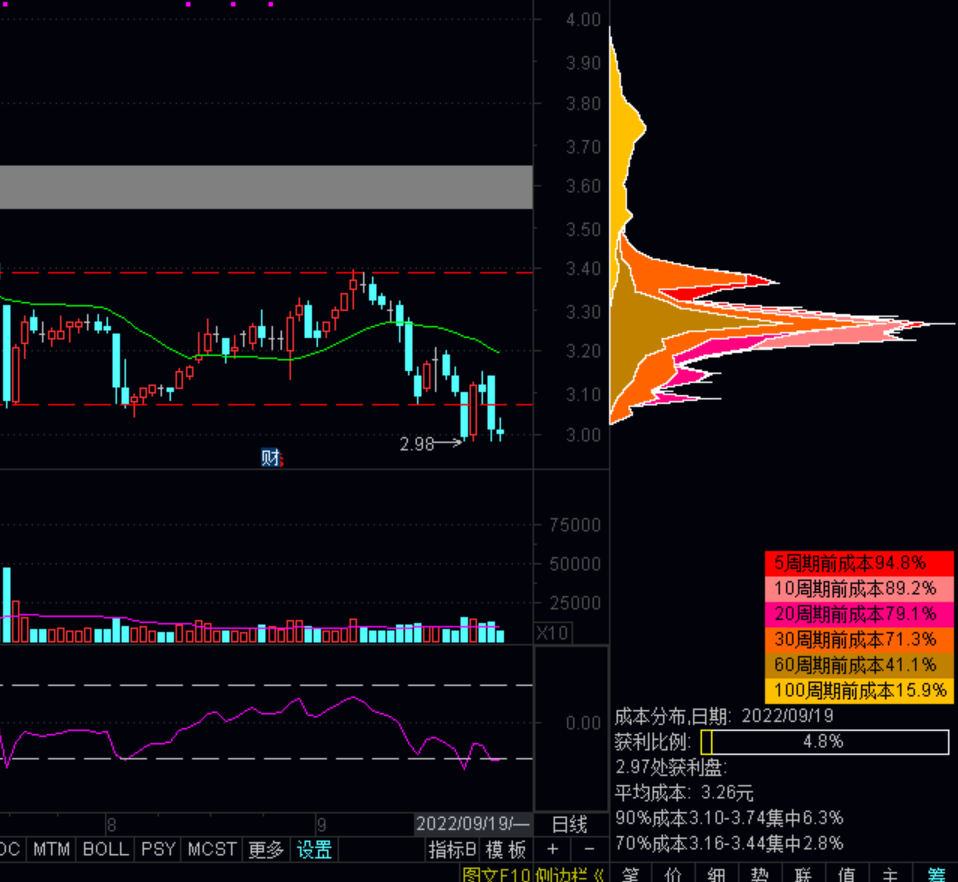 4.00
3.90
3.80
3.70
3.60
3.50
3.40
3.30
3.20
3.10
3.00
2.98
财
75000
50000
25000
X10
0.00
5周期前成本94.8%
10周期前成本89.2%
20周期前成本79.1%
30周期前成本71.3%
60周期前成本41.1%
100周期前成本15.9%
成本分布,日期: 2022/09/19
获利比例: 4.8%
2.97处获利盘:
平均成本: 3.26元
90%成本3.10-3.74集中6.3%
70%成本3.16-3.44集中2.8%
8 9 2022/09/19/一 日线
OC MTM BOLL PSY MCST 更多 设置 指标B 模板 + -
图文F10 侧边栏《 笔 价 细 势 联 值 主 筹